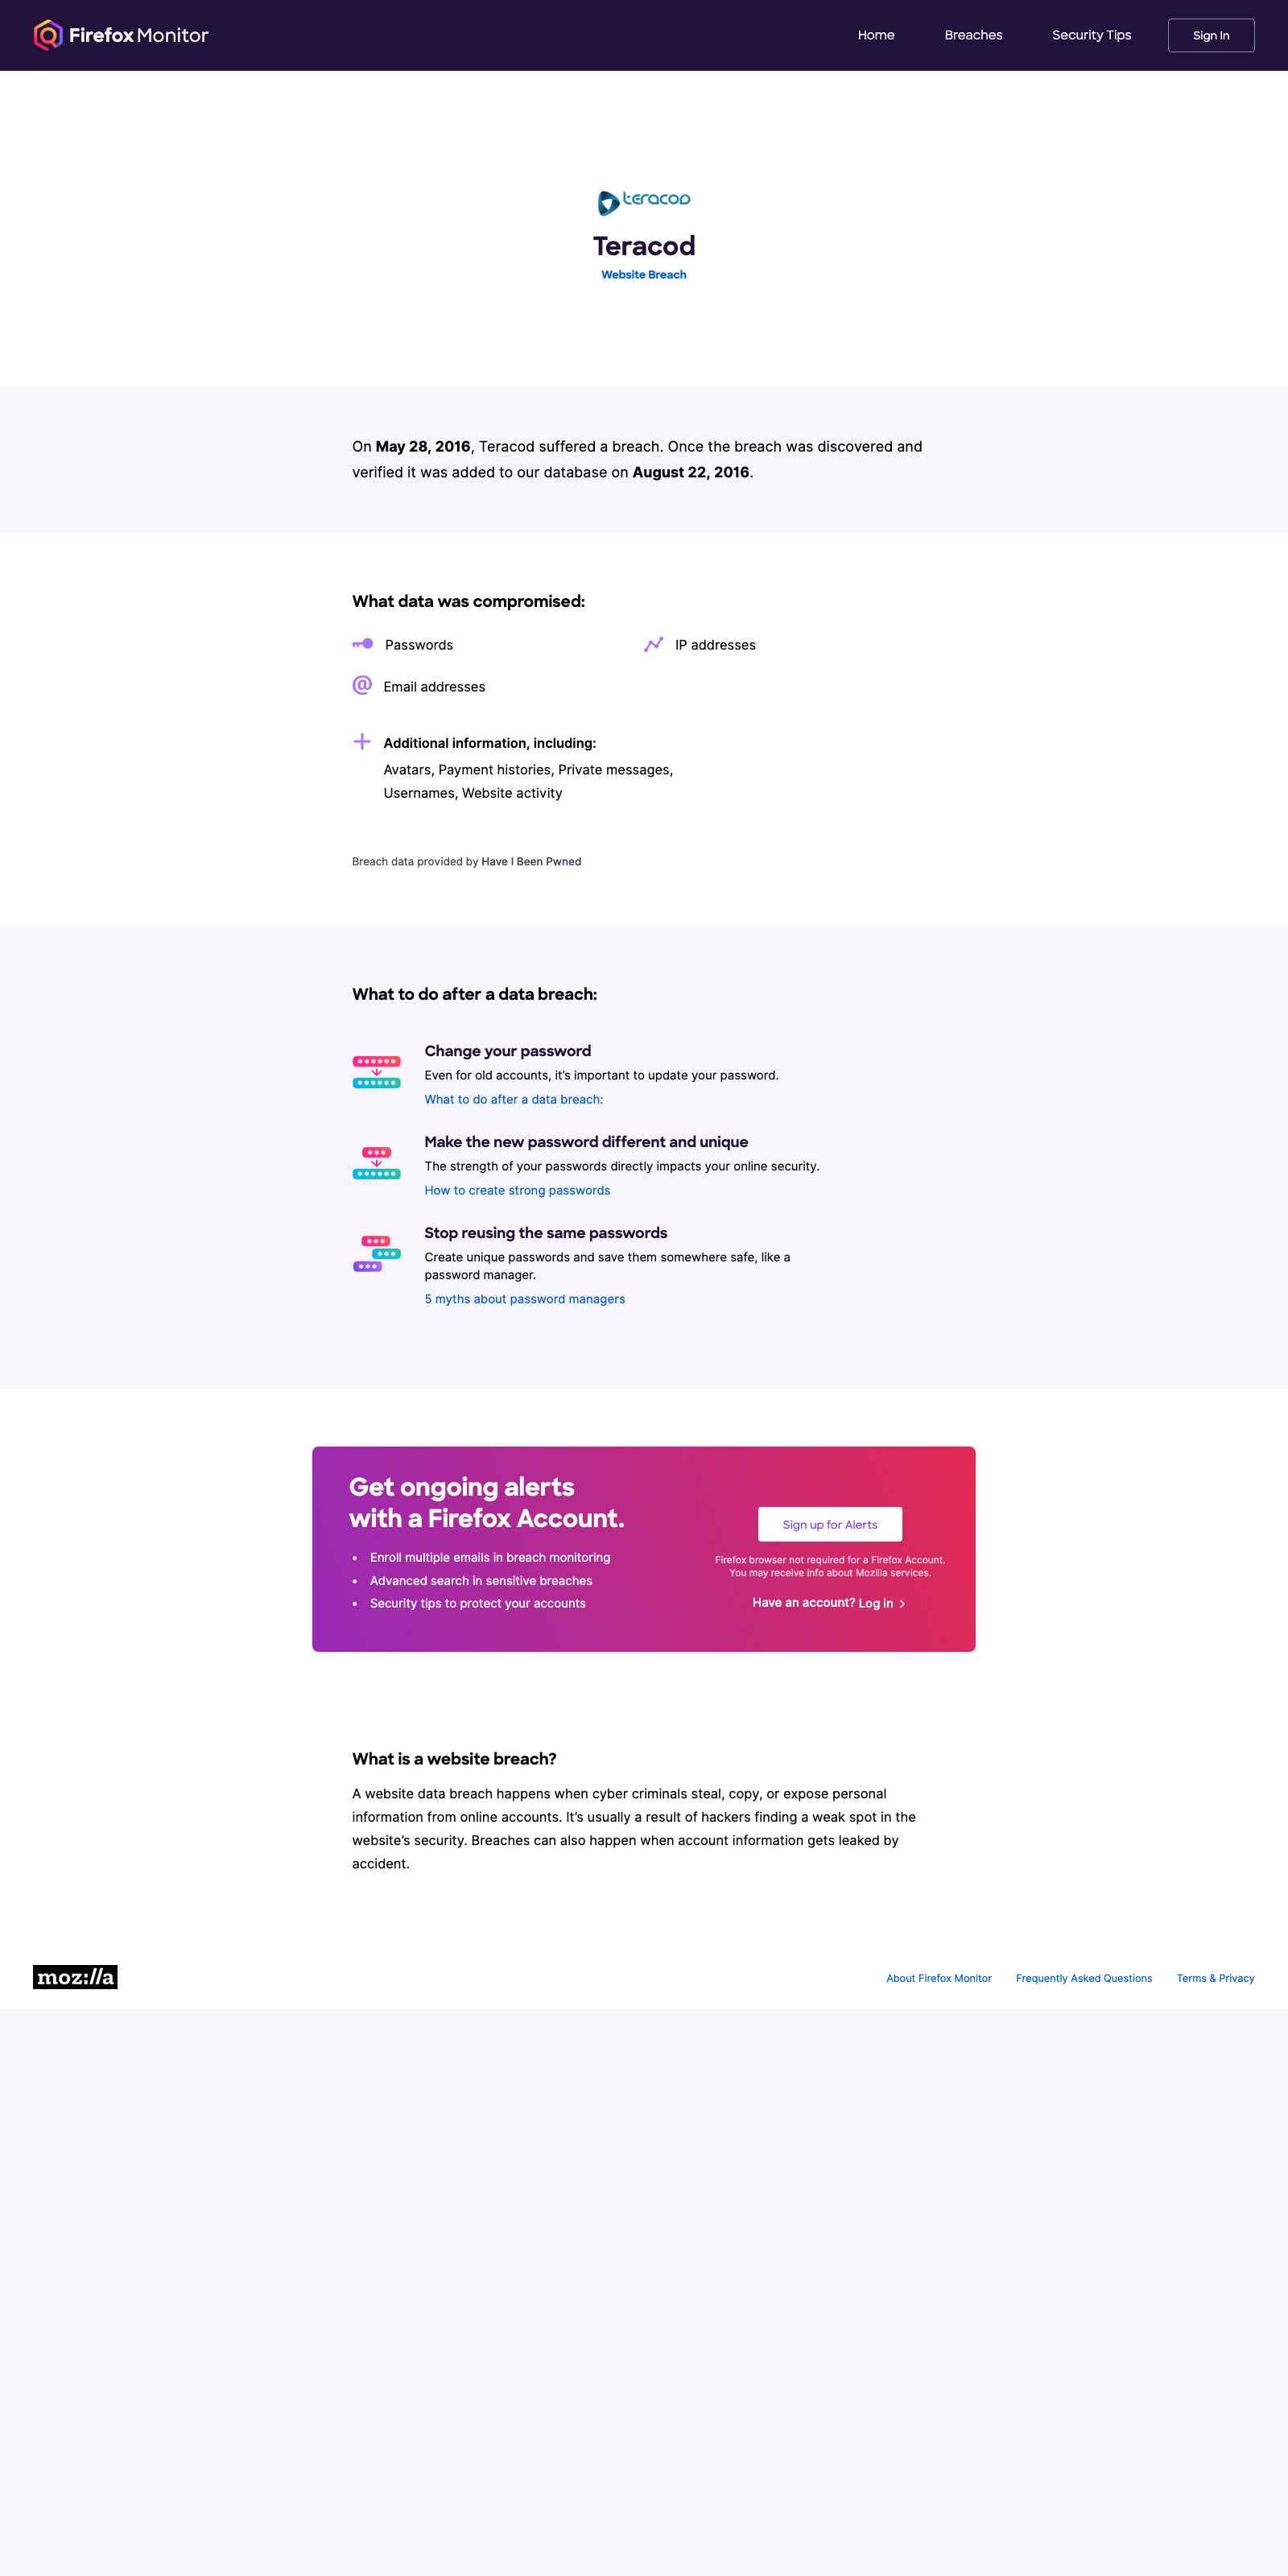 Firefox Monitor
Home
Breaches
Security Tips
Sign In
teracod
Teracod
Website Breach
On May 28, 2016, Teracod suffered a breach. Once the breach was discovered and
verified it was added to our database on August 22, 2016.
What data was compromised:
Passwords
IP addresses
@ Email addresses
Additional information, including:
Avatars, Payment histories, Private messages,
Usernames, Website activity
Breach data provided by Have I Been Pwned
What to do after a data breach:
Change your password
Even for old accounts, it’s important to update your password.
What to do after a data breach:
Make the new password different and unique
The strength of your passwords directly impacts your online security.
How to create strong passwords
Stop reusing the same passwords
Create unique passwords and save them somewhere safe, like a
password manager.
5 myths about password managers
Get ongoing alerts
with a Firefox Account.
• Enroll multiple emails in breach monitoring
• Advanced search in sensitive breaches
• Security tips to protect your accounts
Sign up for Alerts
Firefox browser not required for a Firefox Account.
You may receive info about Mozilla services.
Have an account? Log in
What is a website breach?
A website data breach happens when cyber criminals steal, copy, or expose personal
information from online accounts. It’s usually a result of hackers finding a weak spot in the
website’s security. Breaches can also happen when account information gets leaked by
accident.
moz://a
About Firefox Monitor
Frequently Asked Questions
Terms & Privacy